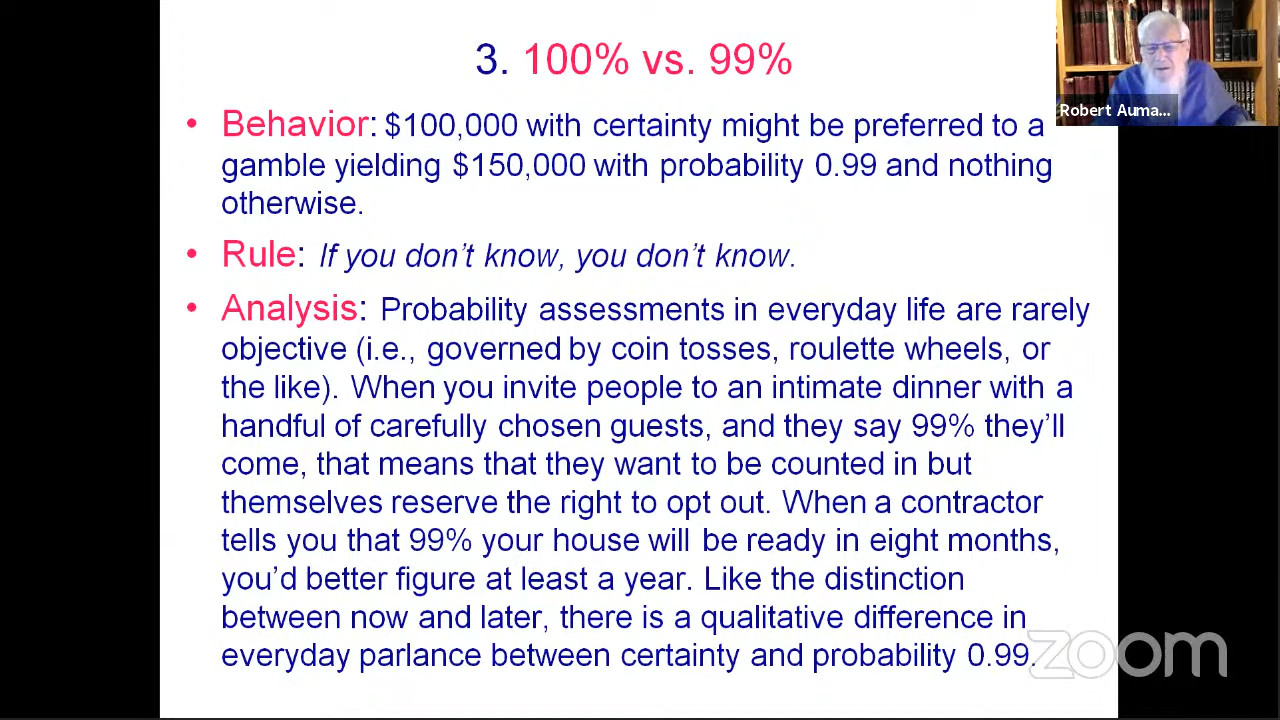 3. 100% vs. 99%
• Behavior: $100,000 with certainty might be preferred to a
gamble yielding $150,000 with probability 0.99 and nothing
otherwise.
• Rule: If you don't know, you don't know.
• Analysis: Probability assessments in everyday life are rarely
objective (i.e., governed by coin tosses, roulette wheels, or
the like). When you invite people to an intimate dinner with a
handful of carefully chosen guests, and they say 99% they'll
come, that means that they want to be counted in but
themselves reserve the right to opt out. When a contractor
tells you that 99% your house will be ready in eight months,
you'd better figure at least a year. Like the distinction
between now and later, there is a qualitative difference in
everyday parlance between certainty and probability 0.99.
Robert Auma...
zoom